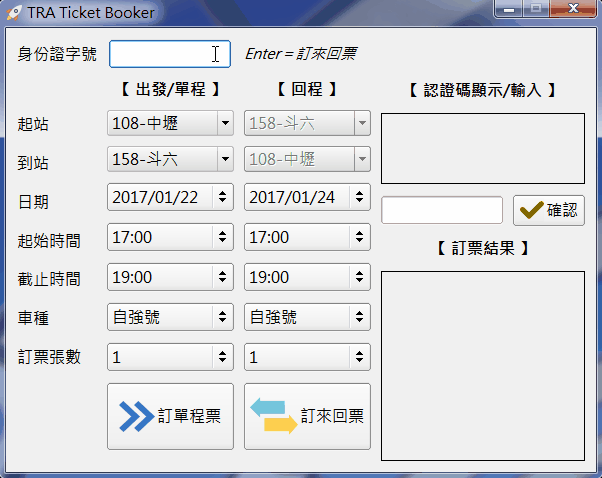 TRA Ticket Booker
身份證字號 Enter = 訂來回票
【 出發/單程 】 【 回程 】 【 認證碼顯示/輸入 】
起站 108-中壢 158-斗六
到站 158-斗六 108-中壢
日期 2017/01/22 2017/01/24
確認
起始時間 17:00 17:00
【 訂票結果 】
截止時間 19:00 19:00
車種 自強號 自強號
訂票張數 1 1
訂單程票 訂來回票